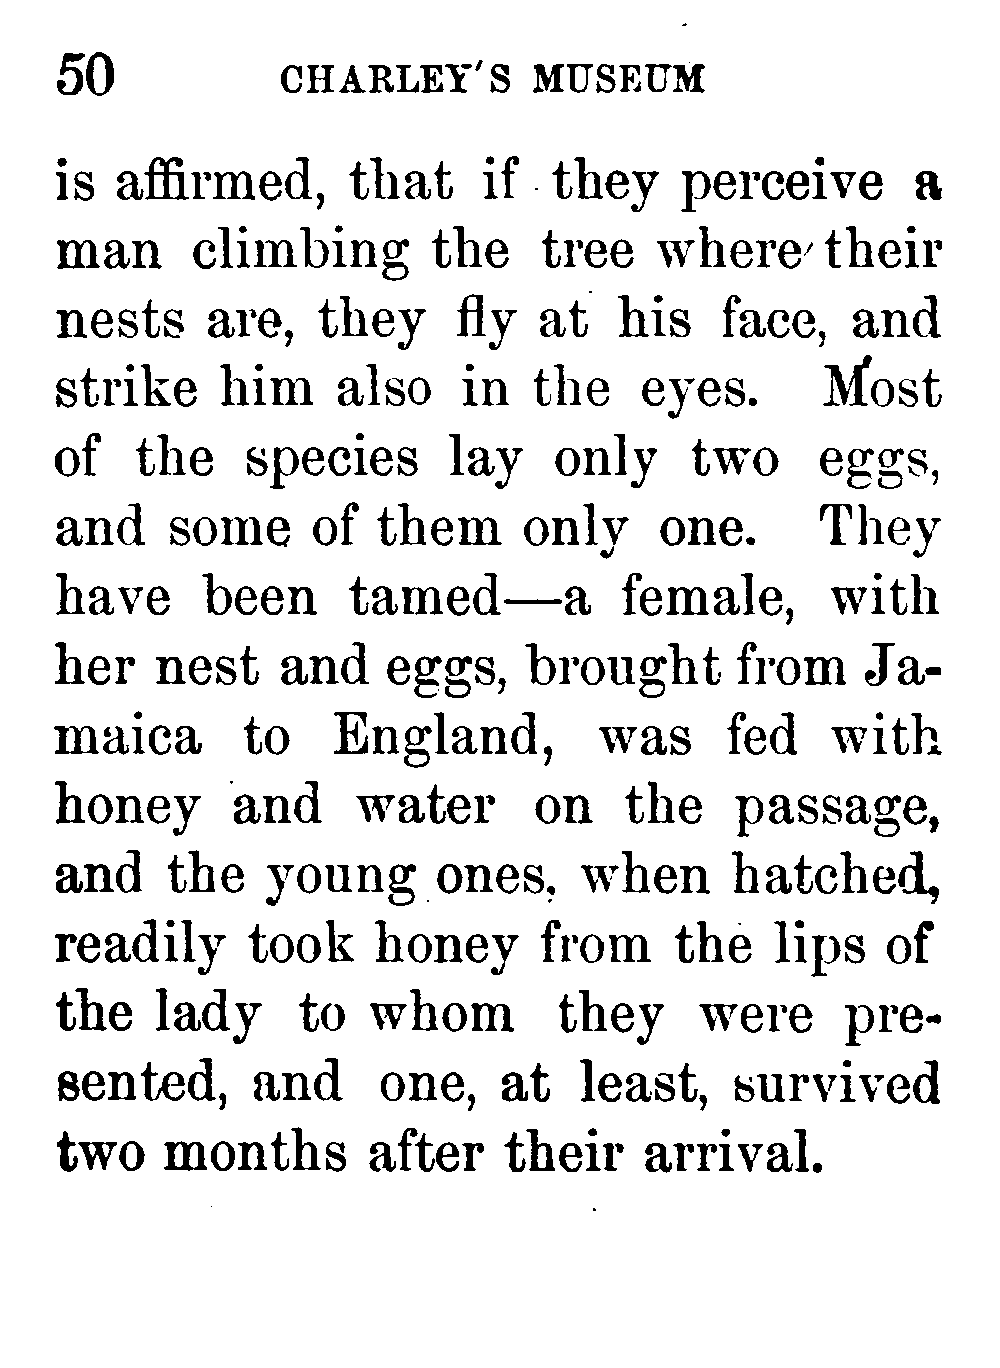 50 CHARLEY'S MUSEUM
is affirmed, that if they perceive a
man climbing the tree where their
nests are, they fly at his face, and
strike him also in the eyes. Most
of the species lay only two eggs,
and some of them only one. They
have been tamed—a female, with
her nest and eggs, brought from Ja-
maica to England, was fed with
honey and water on the passage,
and the young ones, when hatched,
readily took honey from the lips of
the lady to whom they were pre-
sented, and one, at least, survived
two months after their arrival.